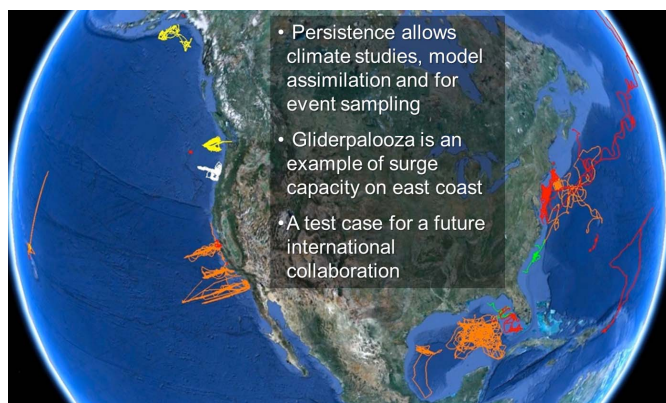 • Persistence allows
climate studies, model
assimilation and for
event sampling
• Gliderpalooza is an
example of surge
capacity on east coast
•A test case for a future
international
collaboration